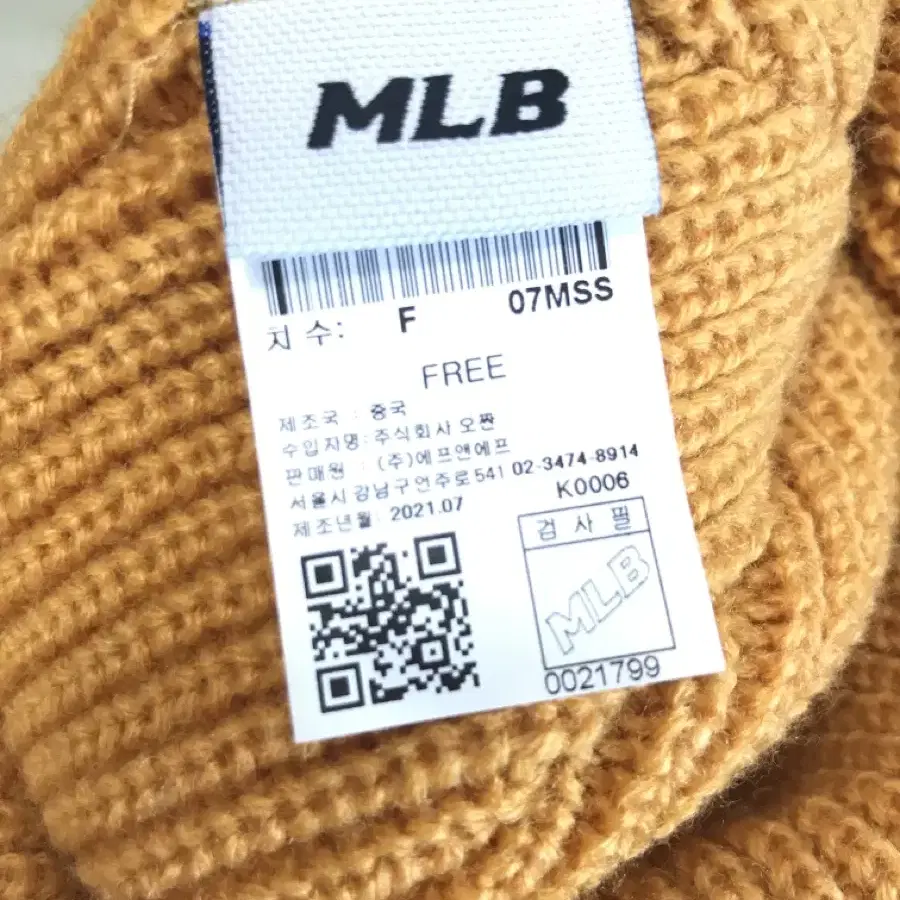 MLB
치 수: F 07MSS
FREE
제조국 : 중국
수입자명: 주식회사 오짠
판매원 : (주)에프앤에프
서울시 강남구 언주로541 02-3474-8914
제조년월: 2021.07
K0006
검 사 필
MLB
0021799